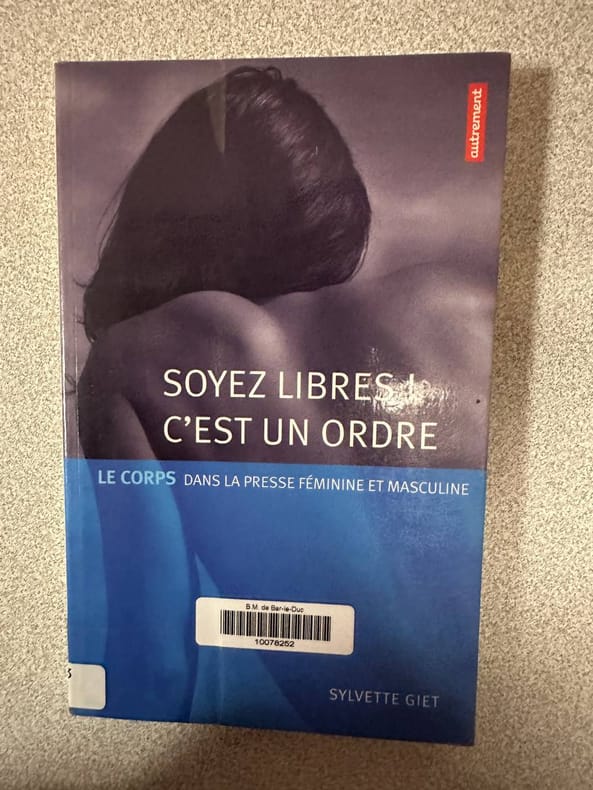 autrement
SOYEZ LIBRES !
C'EST UN ORDRE
LE CORPS DANS LA PRESSE FÉMININE ET MASCULINE
B.M. de Bar-le-Duc
10078252
SYLVETTE GIET